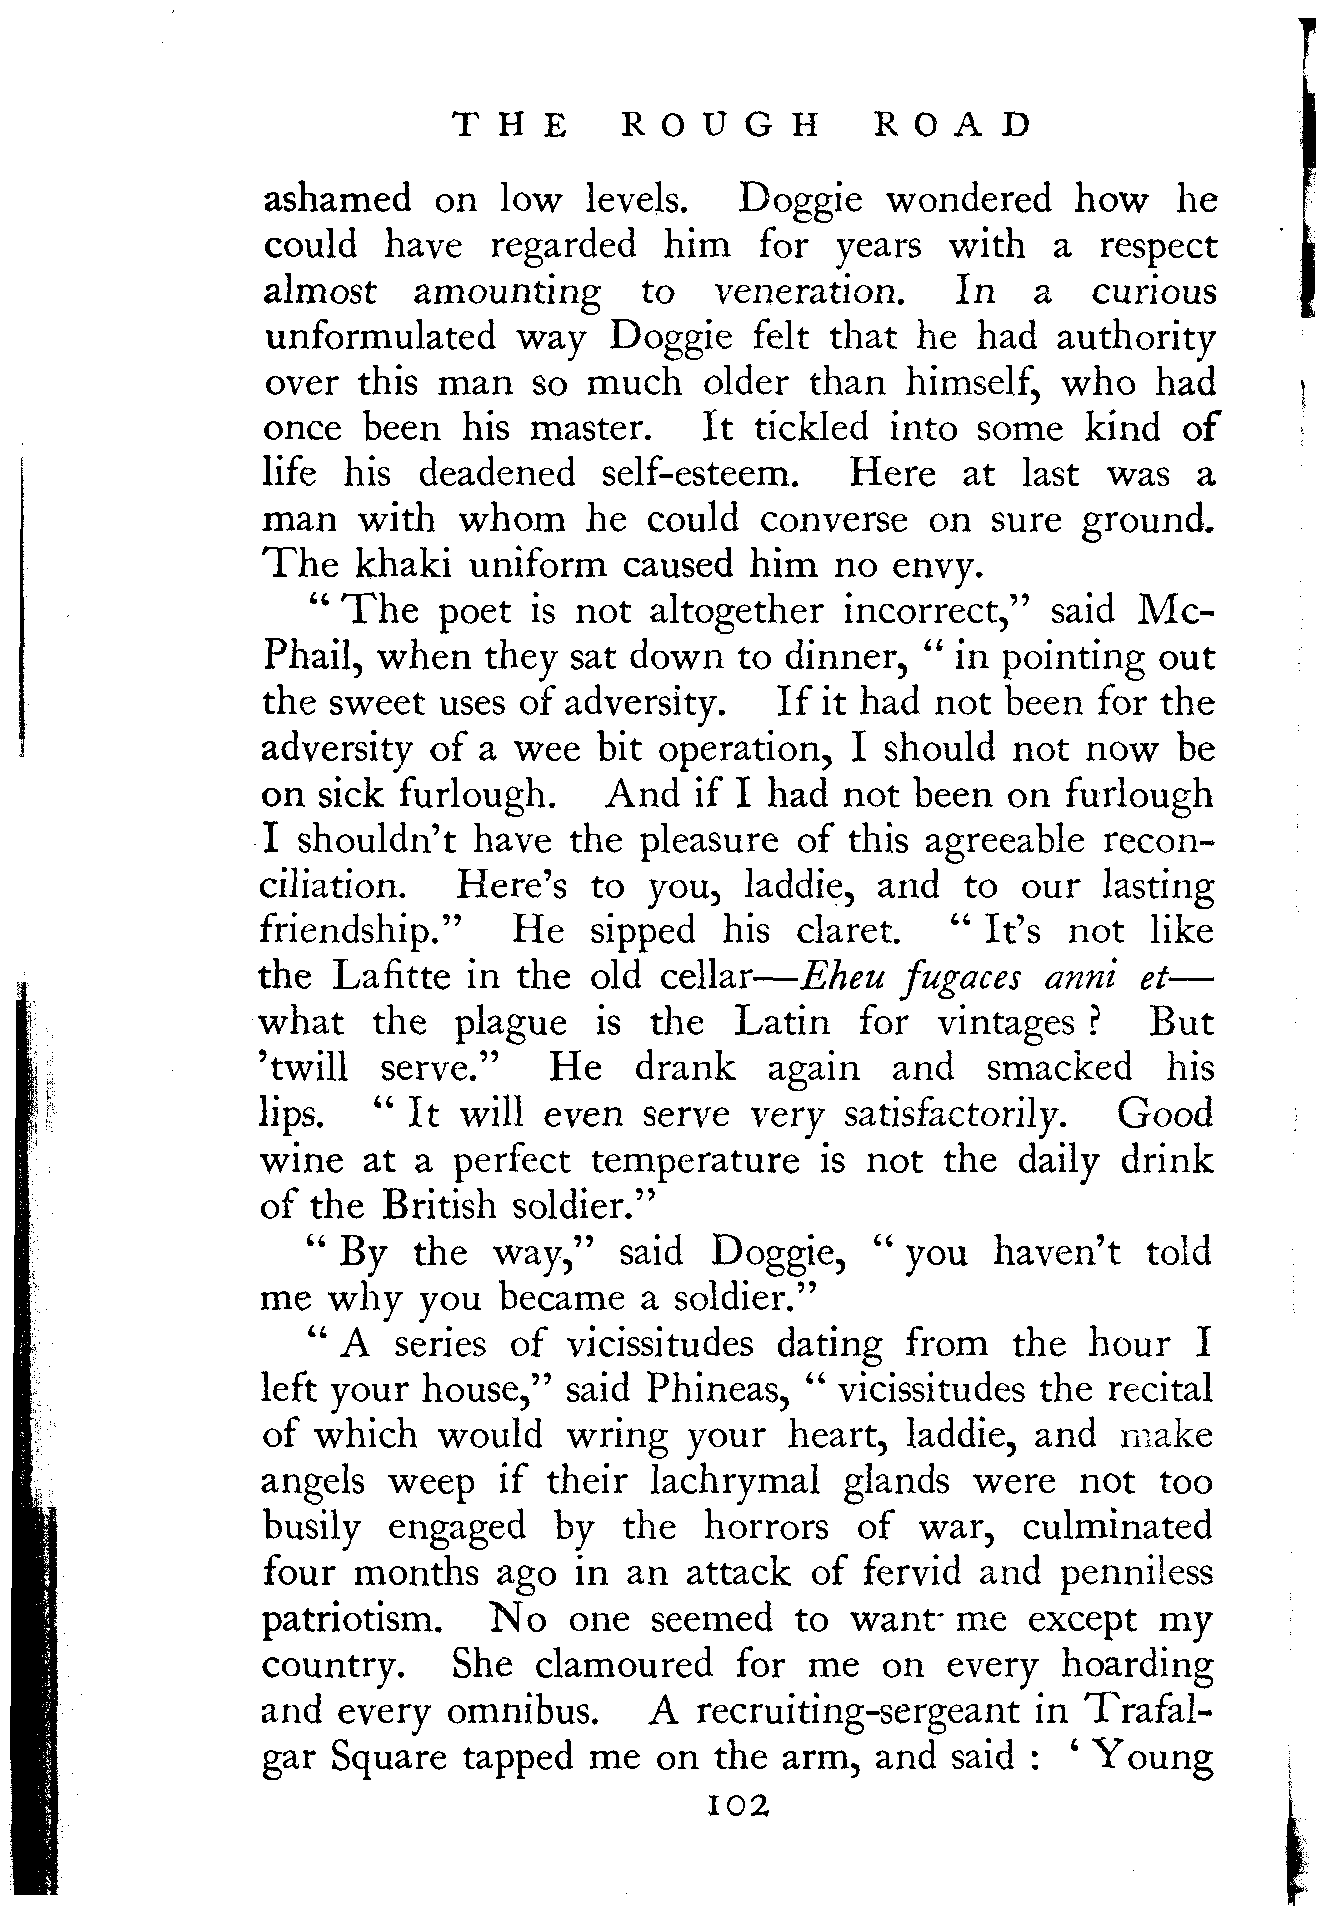 THE ROUGH ROAD
ashamed on low levels. Doggie wondered how he
could have regarded him for years with a respect
almost amounting to veneration. In a curious
unformulated way Doggie felt that he had authority
over this man so much older than himself, who had
once been his master. It tickled into some kind of
life his deadened self-esteem. Here at last was a
man with whom he could converse on sure ground.
The khaki uniform caused him no envy.
“ The poet is not altogether incorrect,” said Mc-
Phail, when they sat down to dinner, “ in pointing out
the sweet uses of adversity. If it had not been for the
adversity of a wee bit operation, I should not now be
on sick furlough. And if I had not been on furlough
I shouldn’t have the pleasure of this agreeable recon-
ciliation. Here’s to you, laddie, and to our lasting
friendship.” He sipped his claret. “ It’s not like
the Lafitte in the old cellar—Eheu fugaces anni et—
what the plague is the Latin for vintages ? But
’twill serve.” He drank again and smacked his
lips. “ It will even serve very satisfactorily. Good
wine at a perfect temperature is not the daily drink
of the British soldier.”
“ By the way,” said Doggie, “ you haven’t told
me why you became a soldier.”
“ A series of vicissitudes dating from the hour I
left your house,” said Phineas, “ vicissitudes the recital
of which would wring your heart, laddie, and make
angels weep if their lachrymal glands were not too
busily engaged by the horrors of war, culminated
four months ago in an attack of fervid and penniless
patriotism. No one seemed to want me except my
country. She clamoured for me on every hoarding
and every omnibus. A recruiting-sergeant in Trafal-
gar Square tapped me on the arm, and said : ‘ Young
102